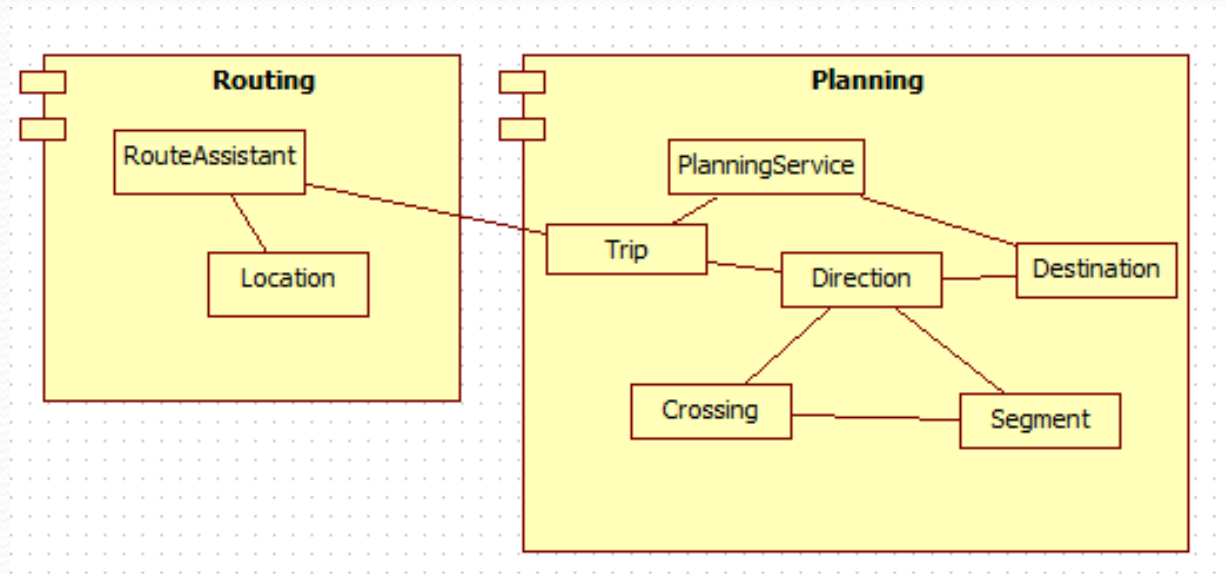 Routing
RouteAssistant
Location
Planning
PlanningService
Trip
Direction
Destination
Crossing
Segment